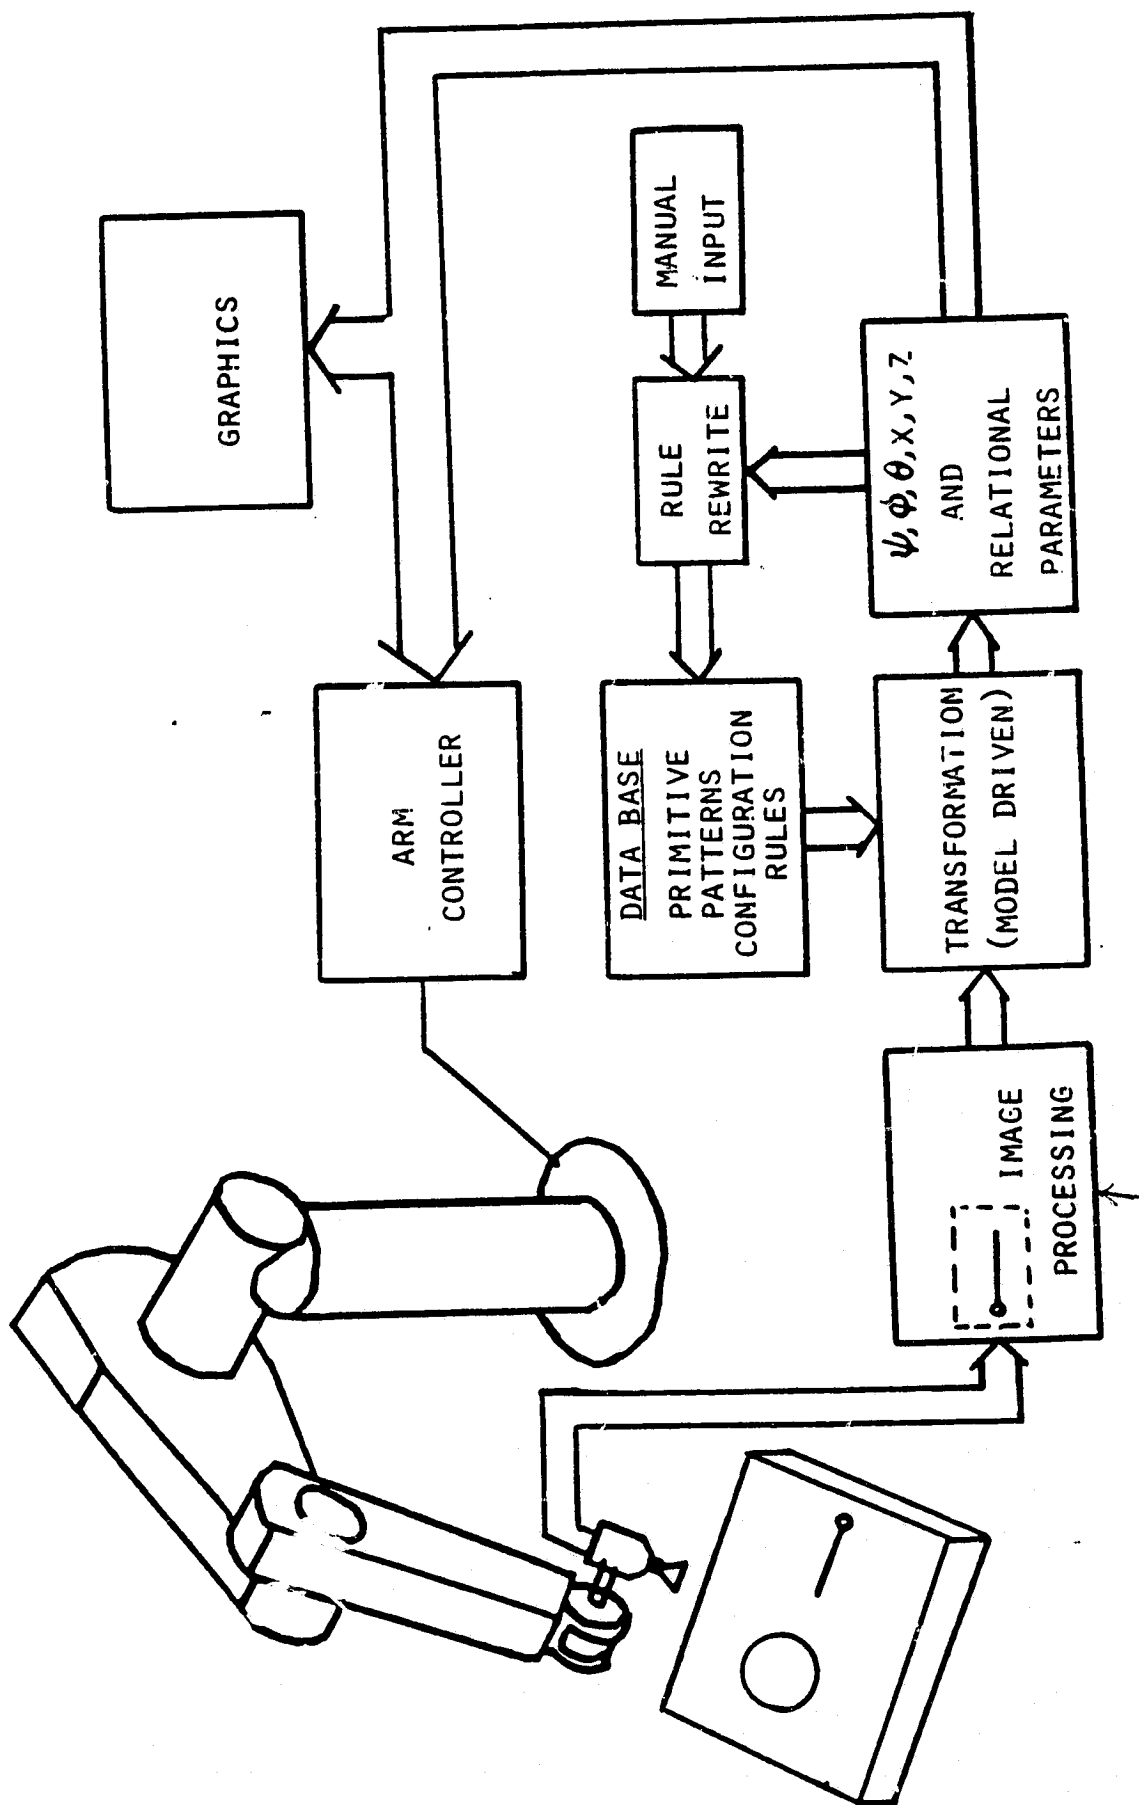 GRAPHICS
ARM
CONTROLLER
DATA BASE
PRIMITIVE
PATTERNS
CONFIGURATION
RULES
RULE
REWRITE
MANUAL
INPUT
IMAGE
PROCESSING
TRANSFORMATION
(MODEL DRIVEN)
ψ,ϕ,θ,X,Y,Z
AND
RELATIONAL
PARAMETERS